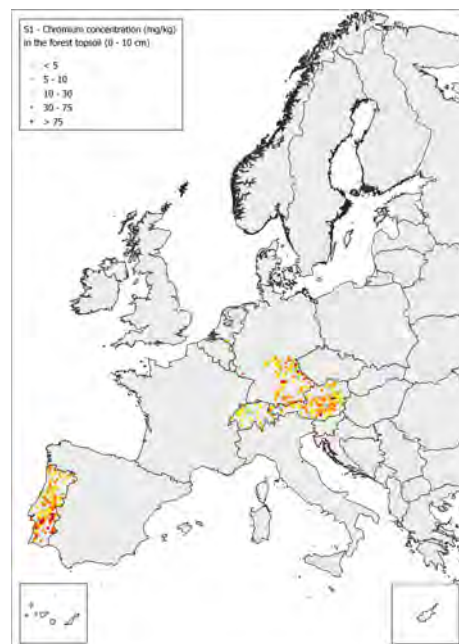 S1 - Chromium concentration (mg/kg)
in the forest topsoil (0 - 10 cm)
< 5
5 - 10
10 - 30
30 - 75
> 75